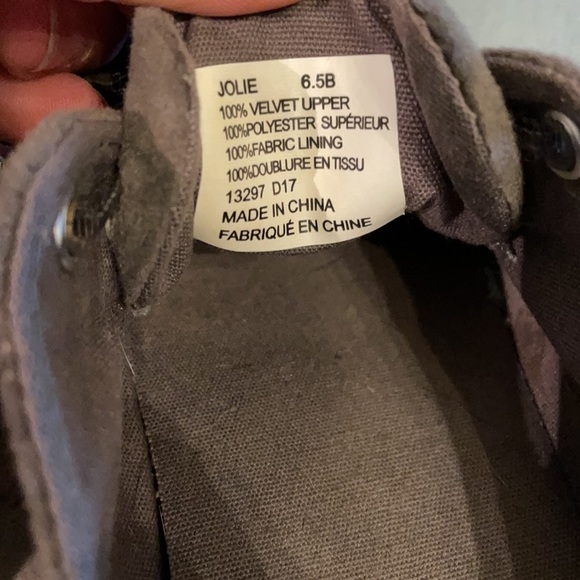 JOLIE 6.5B
100% VELVET UPPER
100%POLYESTER SUPÉRIEUR
100%FABRIC LINING
100%DOUBLURE EN TISSU
13297 D17
MADE IN CHINA
FABRIQUÉ EN CHINE